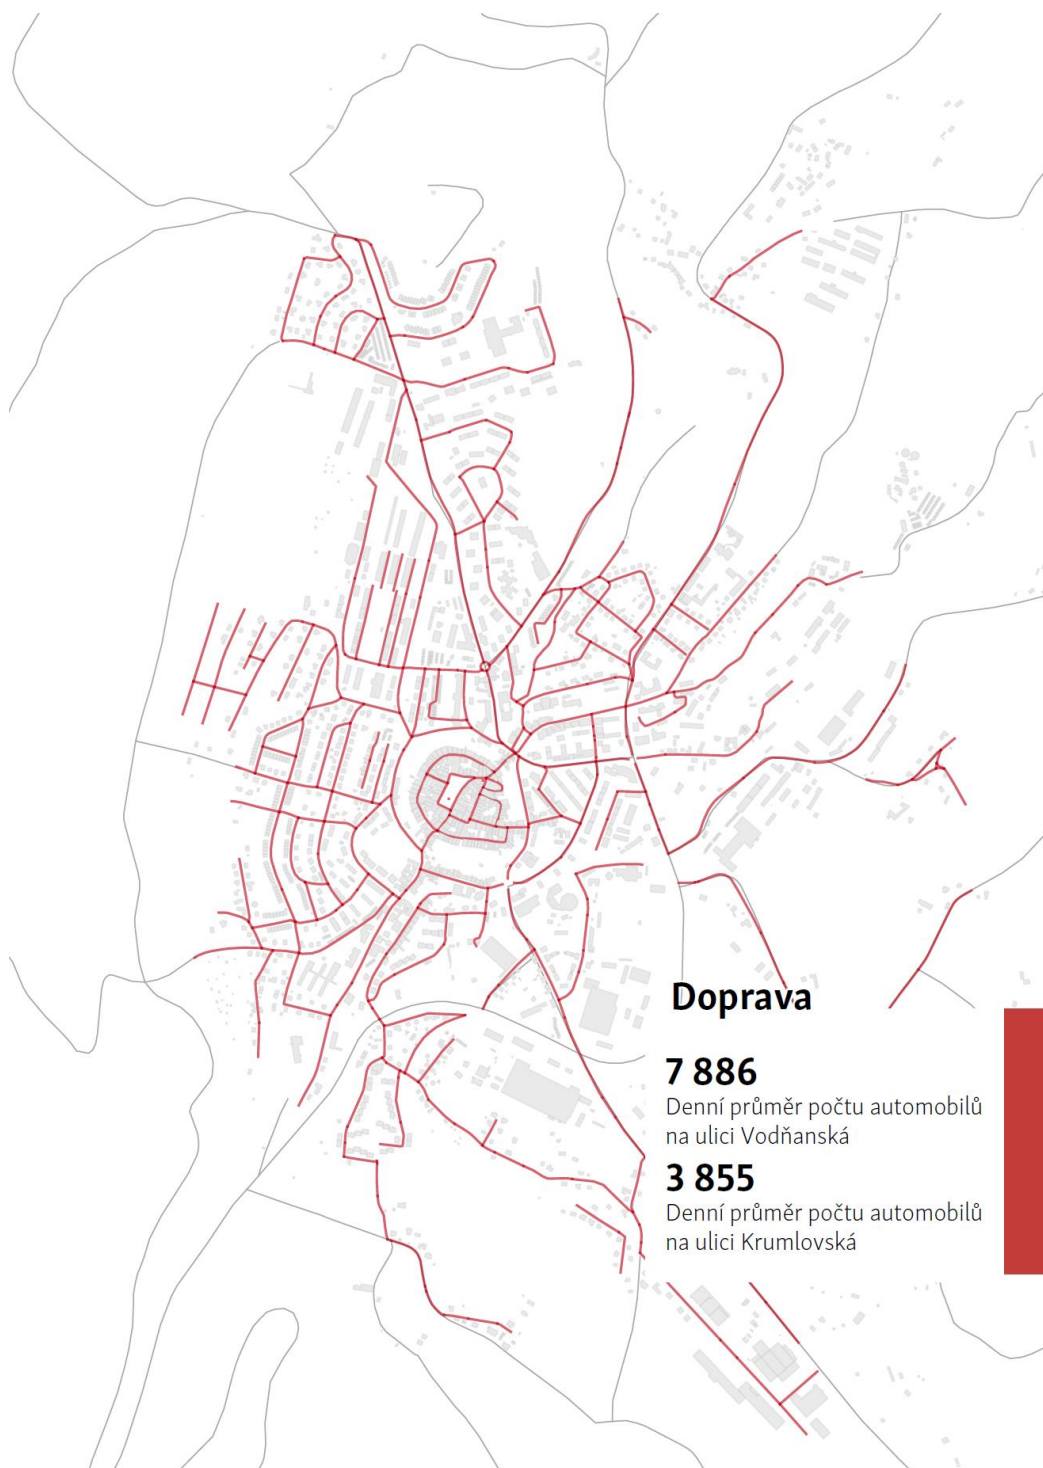 Doprava
7 886
Denní průměr počtu automobilů
na ulici Vodňanská
3 855
Denní průměr počtu automobilů
na ulici Krumlovská